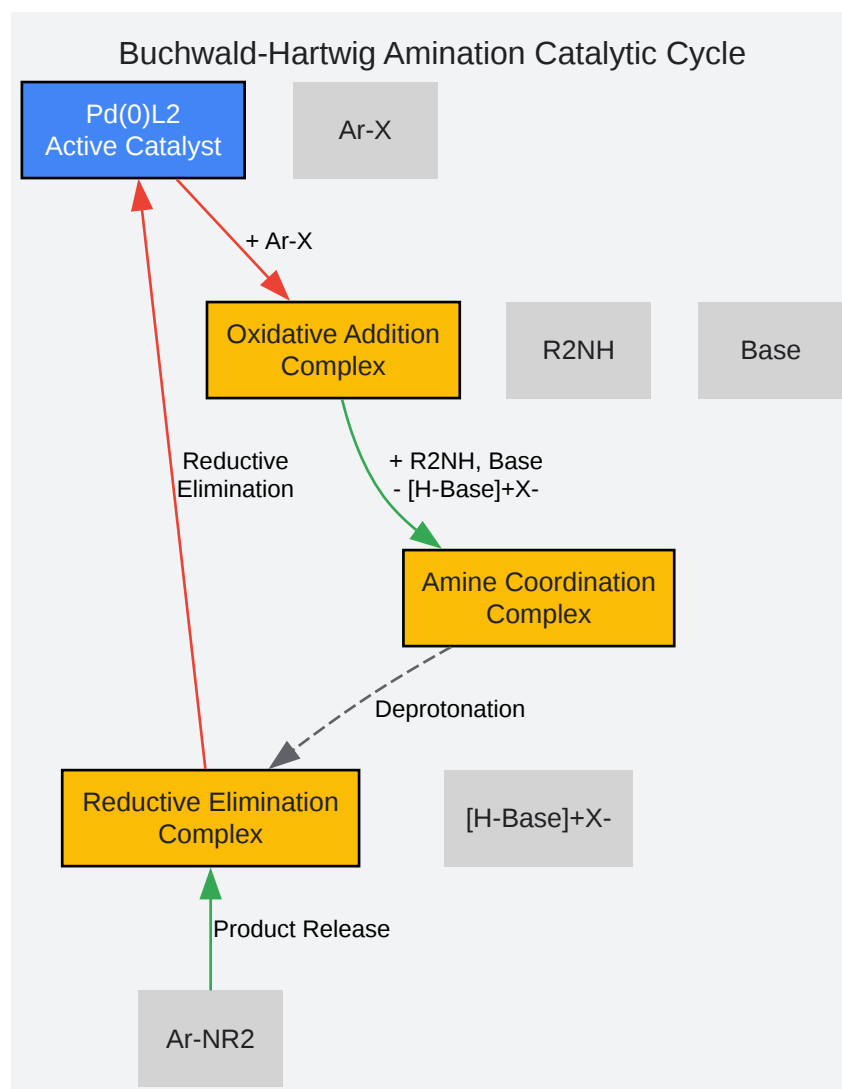 Buchwald-Hartwig Amination Catalytic Cycle
Pd(0)L2
Active Catalyst
Ar-X
+ Ar-X
Oxidative Addition
Complex
R2NH
Base
Reductive
Elimination
+ R2NH, Base
- [H-Base]+X-
Amine Coordination
Complex
Deprotonation
Reductive Elimination
Complex
[H-Base]+X-
Product Release
Ar-NR2